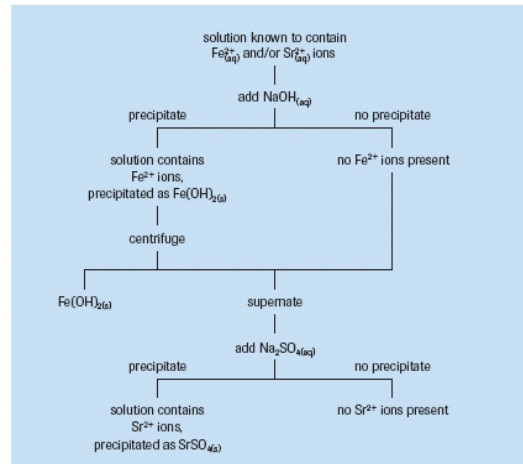 solution known to contain
Fe²⁺(aq) and/or Sr²⁺(aq) ions
add NaOH(aq)
precipitate
no precipitate
solution contains
Fe²⁺ ions,
precipitated as Fe(OH)₂(s)
no Fe²⁺ ions present
centrifuge
Fe(OH)₂(s)
supernate
add Na₂SO₄(aq)
precipitate
no precipitate
solution contains
Sr²⁺ ions,
precipitated as SrSO₄(s)
no Sr²⁺ ions present